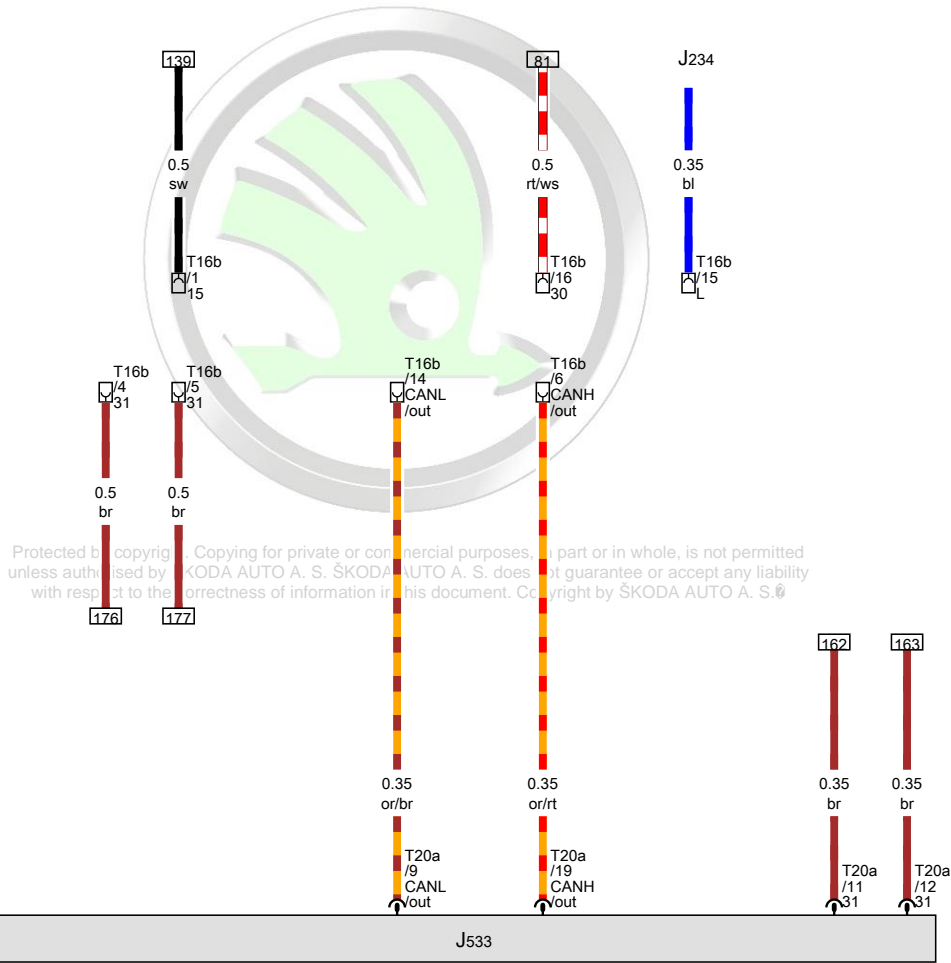 139
81
J234
0.5
sw
0.5
rt/ws
0.35
bl
T16b
/1
15
T16b
/16
30
T16b
/15
L
T16b
/4
31
T16b
/5
31
T16b
/14
CANL
/out
T16b
/6
CANH
/out
0.5
br
0.5
br
Protected by copyright. Copying for private or commercial purposes, in part or in whole, is not permitted
unless authorised by ŠKODA AUTO A. S. ŠKODA AUTO A. S. does not guarantee or accept any liability
with respect to the correctness of information in this document. Copyright by ŠKODA AUTO A. S.�
176
177
162
163
0.35
or/br
0.35
or/rt
0.35
br
0.35
br
T20a
/9
CANL
/out
T20a
/19
CANH
/out
T20a
/11
31
T20a
/12
31
J533